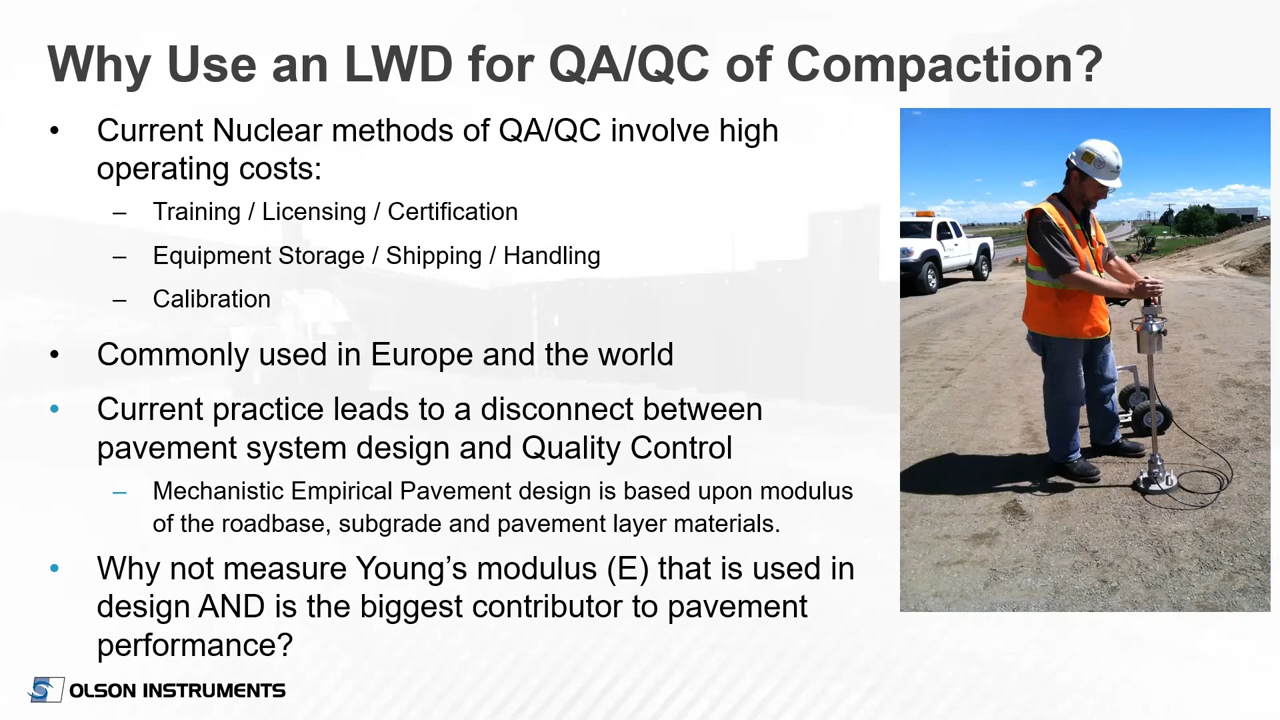 Why Use an LWD for QA/QC of Compaction?
• Current Nuclear methods of QA/QC involve high
operating costs:
– Training / Licensing / Certification
– Equipment Storage / Shipping / Handling
– Calibration
• Commonly used in Europe and the world
• Current practice leads to a disconnect between
pavement system design and Quality Control
– Mechanistic Empirical Pavement design is based upon modulus
of the roadbase, subgrade and pavement layer materials.
• Why not measure Young’s modulus (E) that is used in
design AND is the biggest contributor to pavement
performance?
OLSON INSTRUMENTS